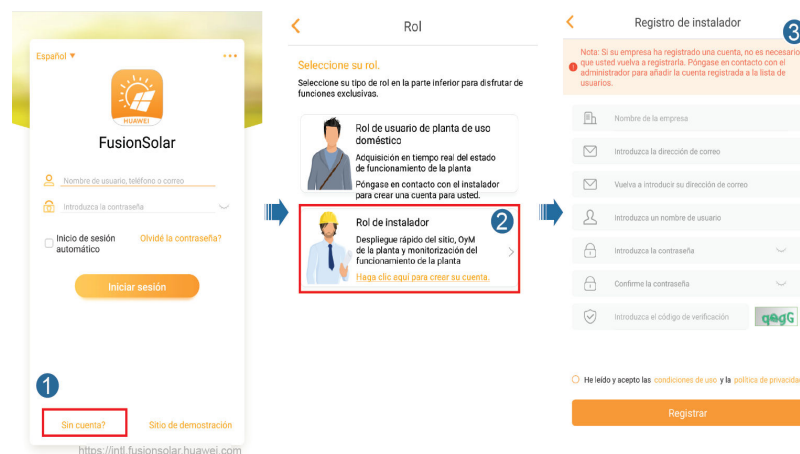 Español ▼
HUAWEI
FusionSolar
Nombre de usuario, teléfono o correo
Introduzca la contraseña
Inicio de sesión
automático
Olvidé la contraseña?
Iniciar sesión
1
Sin cuenta?
Sitio de demostración
https://intl.fusionsolar.huawei.com
Rol
Seleccione su rol.
Seleccione su tipo de rol en la parte inferior para disfrutar de
funciones exclusivas.
Rol de usuario de planta de uso
doméstico
Adquisición en tiempo real del estado
de funcionamiento de la planta
Póngase en contacto con el instalador
para crear una cuenta para usted.
Rol de instalador
2
Despliegue rápido del sitio, OyM
de la planta y monitorización del
funcionamiento de la planta
Haga clic aquí para crear su cuenta.
Registro de instalador
3
Nota: Si su empresa ha registrado una cuenta, no es necesario
que usted vuelva a registrarla. Póngase en contacto con el
administrador para añadir la cuenta registrada a la lista de
usuarios.
Nombre de la empresa
Introduzca la dirección de correo
Vuelva a introducir su dirección de correo
Introduzca un nombre de usuario
Introduzca la contraseña
Confirme la contraseña
Introduzca el código de verificación
He leído y acepto las condiciones de uso y la política de privacidad
Registrar